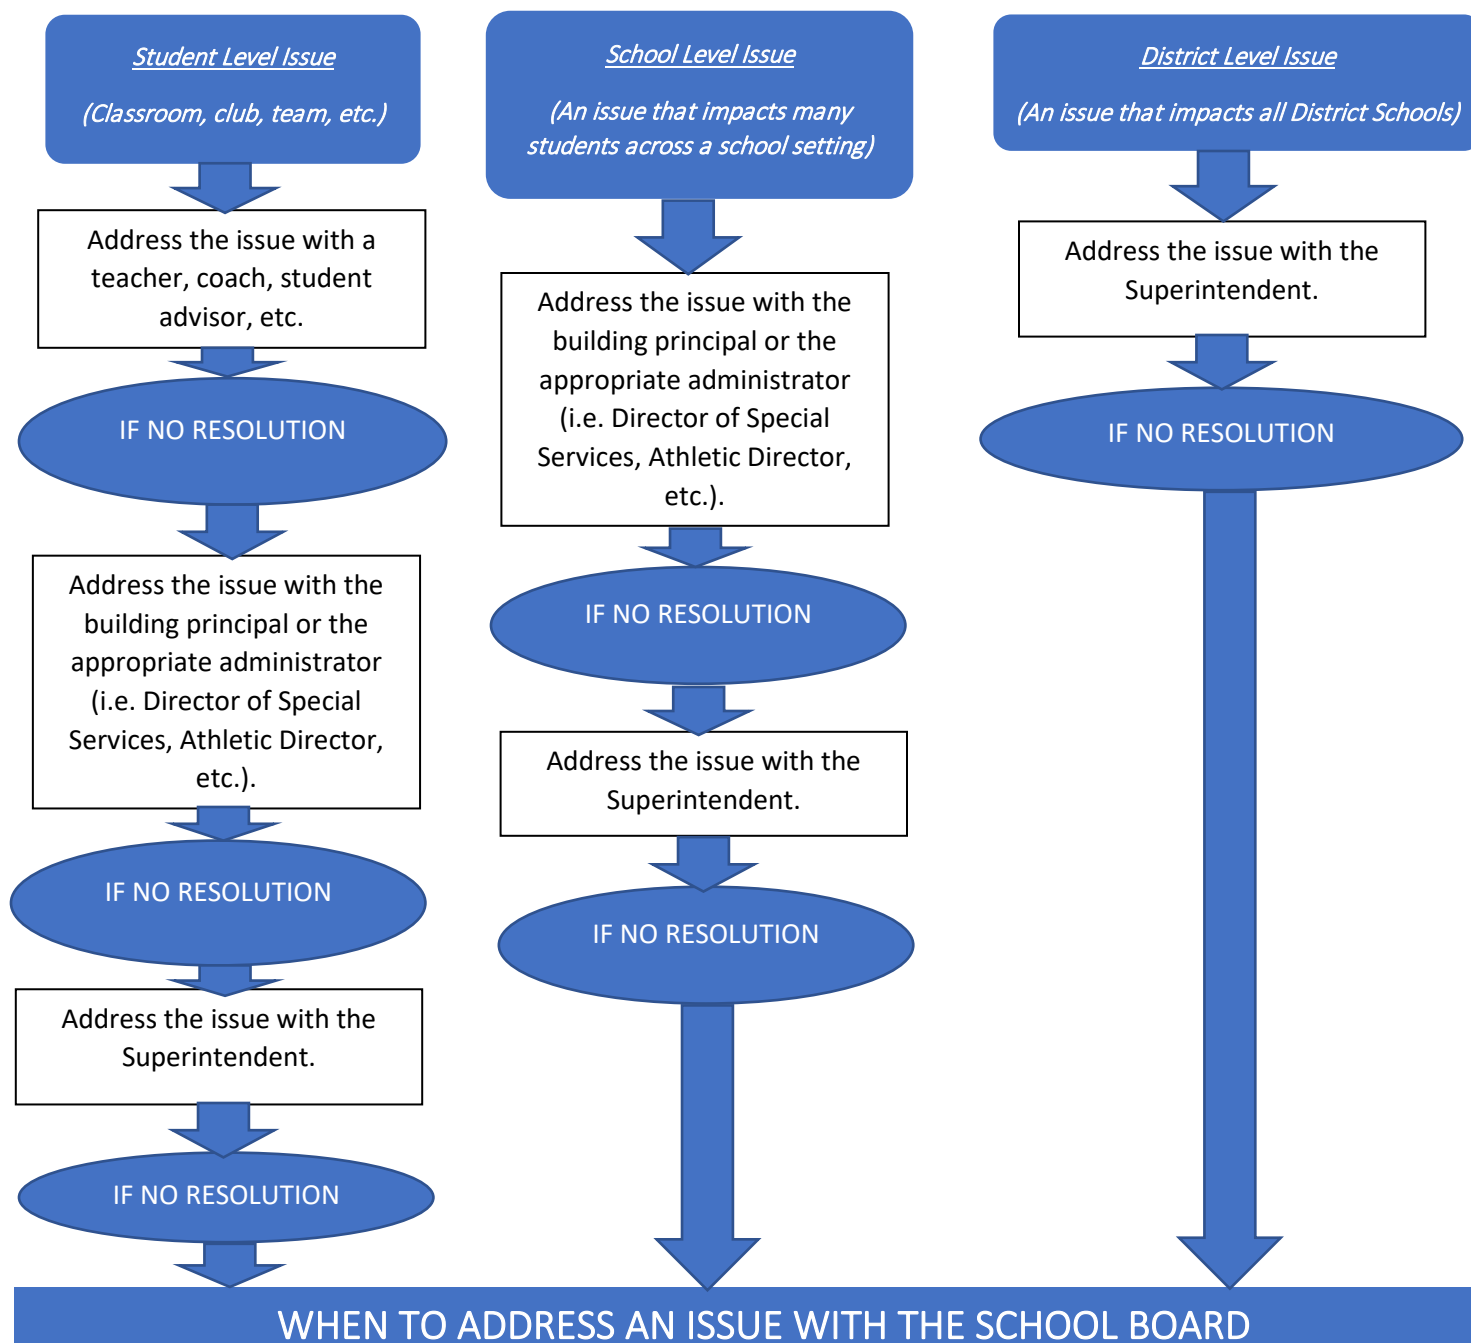 Student Level Issue
(Classroom, club, team, etc.)
Address the issue with a
teacher, coach, student
advisor, etc.
IF NO RESOLUTION
Address the issue with the
building principal or the
appropriate administrator
(i.e. Director of Special
Services, Athletic Director,
etc.).
IF NO RESOLUTION
Address the issue with the
Superintendent.
IF NO RESOLUTION
School Level Issue
(An issue that impacts many
students across a school setting)
Address the issue with the
building principal or the
appropriate administrator
(i.e. Director of Special
Services, Athletic Director,
etc.).
IF NO RESOLUTION
Address the issue with the
Superintendent.
IF NO RESOLUTION
District Level Issue
(An issue that impacts all District Schools)
Address the issue with the
Superintendent.
IF NO RESOLUTION
WHEN TO ADDRESS AN ISSUE WITH THE SCHOOL BOARD